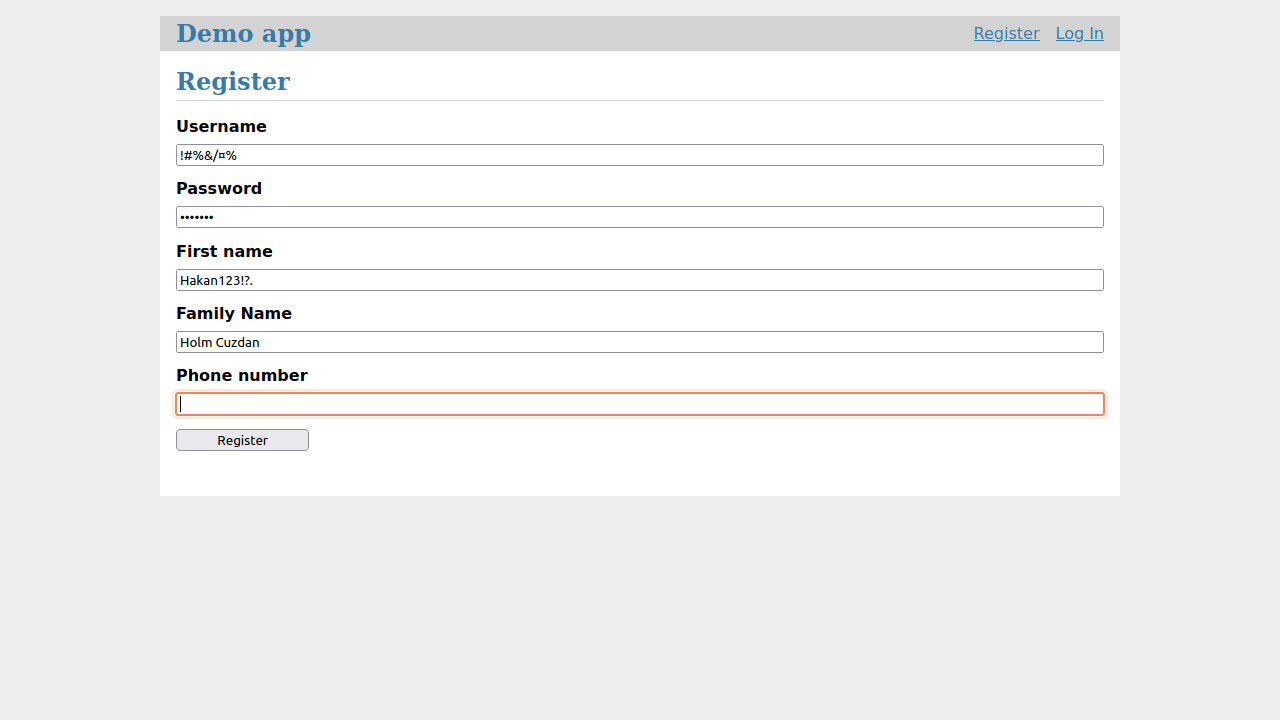 Demo app
Register Log In
Register
Username
!#%&/¤%
Password
•••••••
First name
Hakan123!?.
Family Name
Holm Cuzdan
Phone number
Register